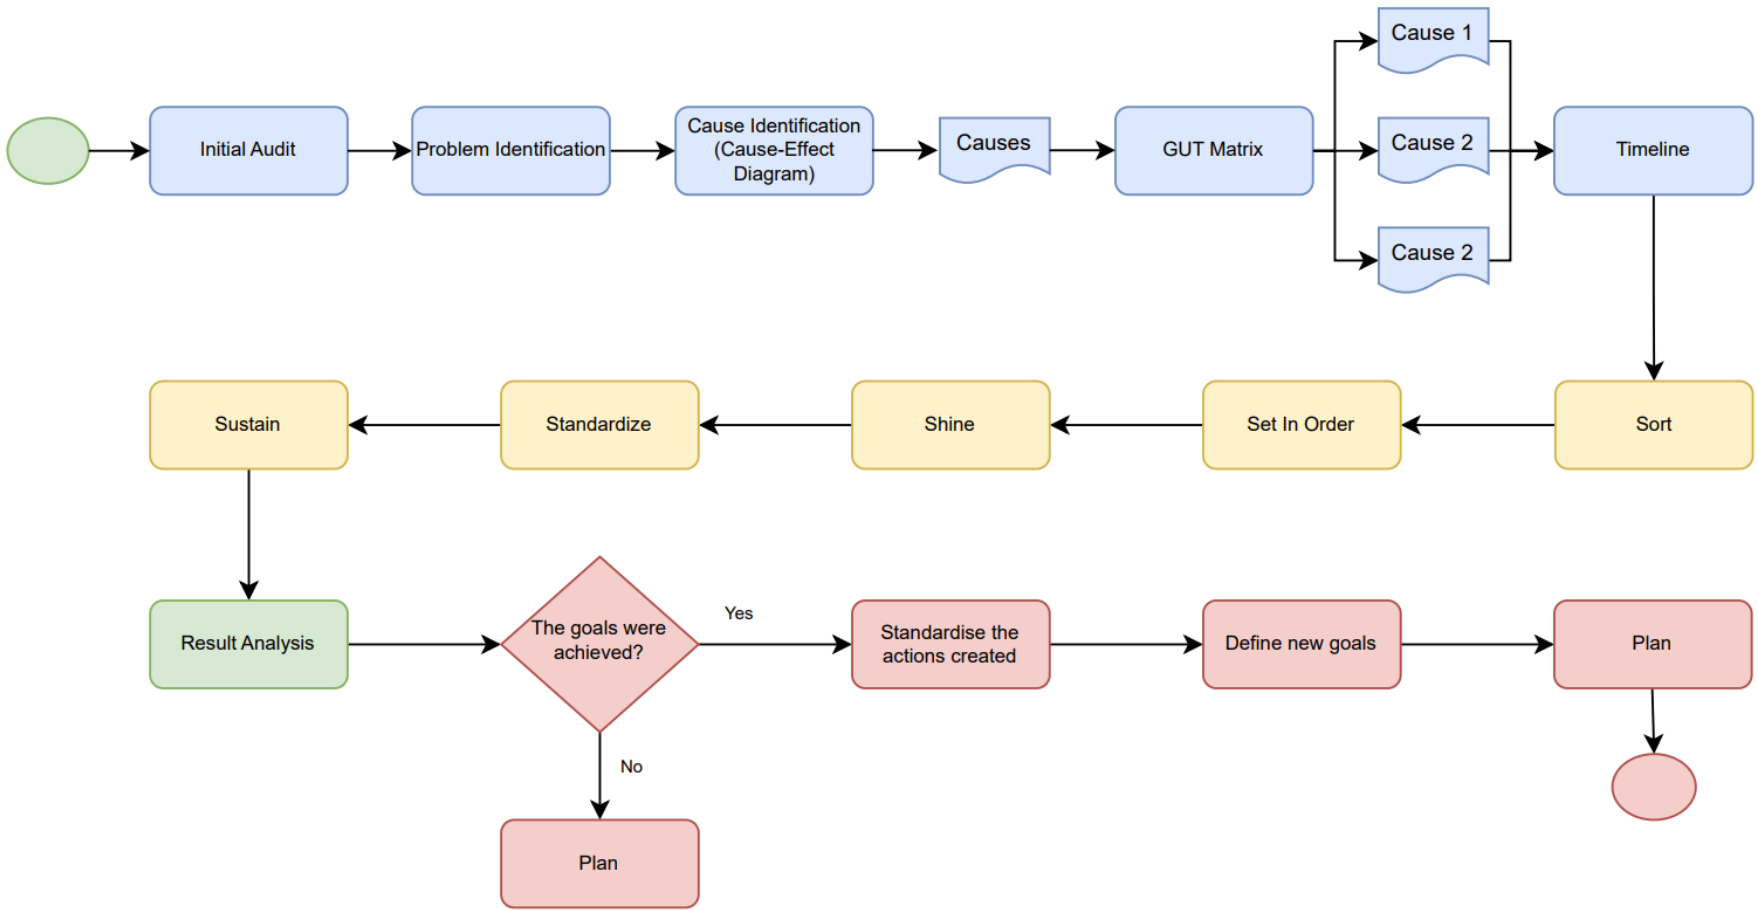 Cause 1
Initial Audit
Problem Identification
Cause Identification
(Cause-Effect
Diagram)
Causes
GUT Matrix
Cause 2
Timeline
Cause 2
Sustain
Standardize
Shine
Set In Order
Sort
Result Analysis
The goals were
achieved?
Yes
Standardise the
actions created
Define new goals
Plan
No
Plan